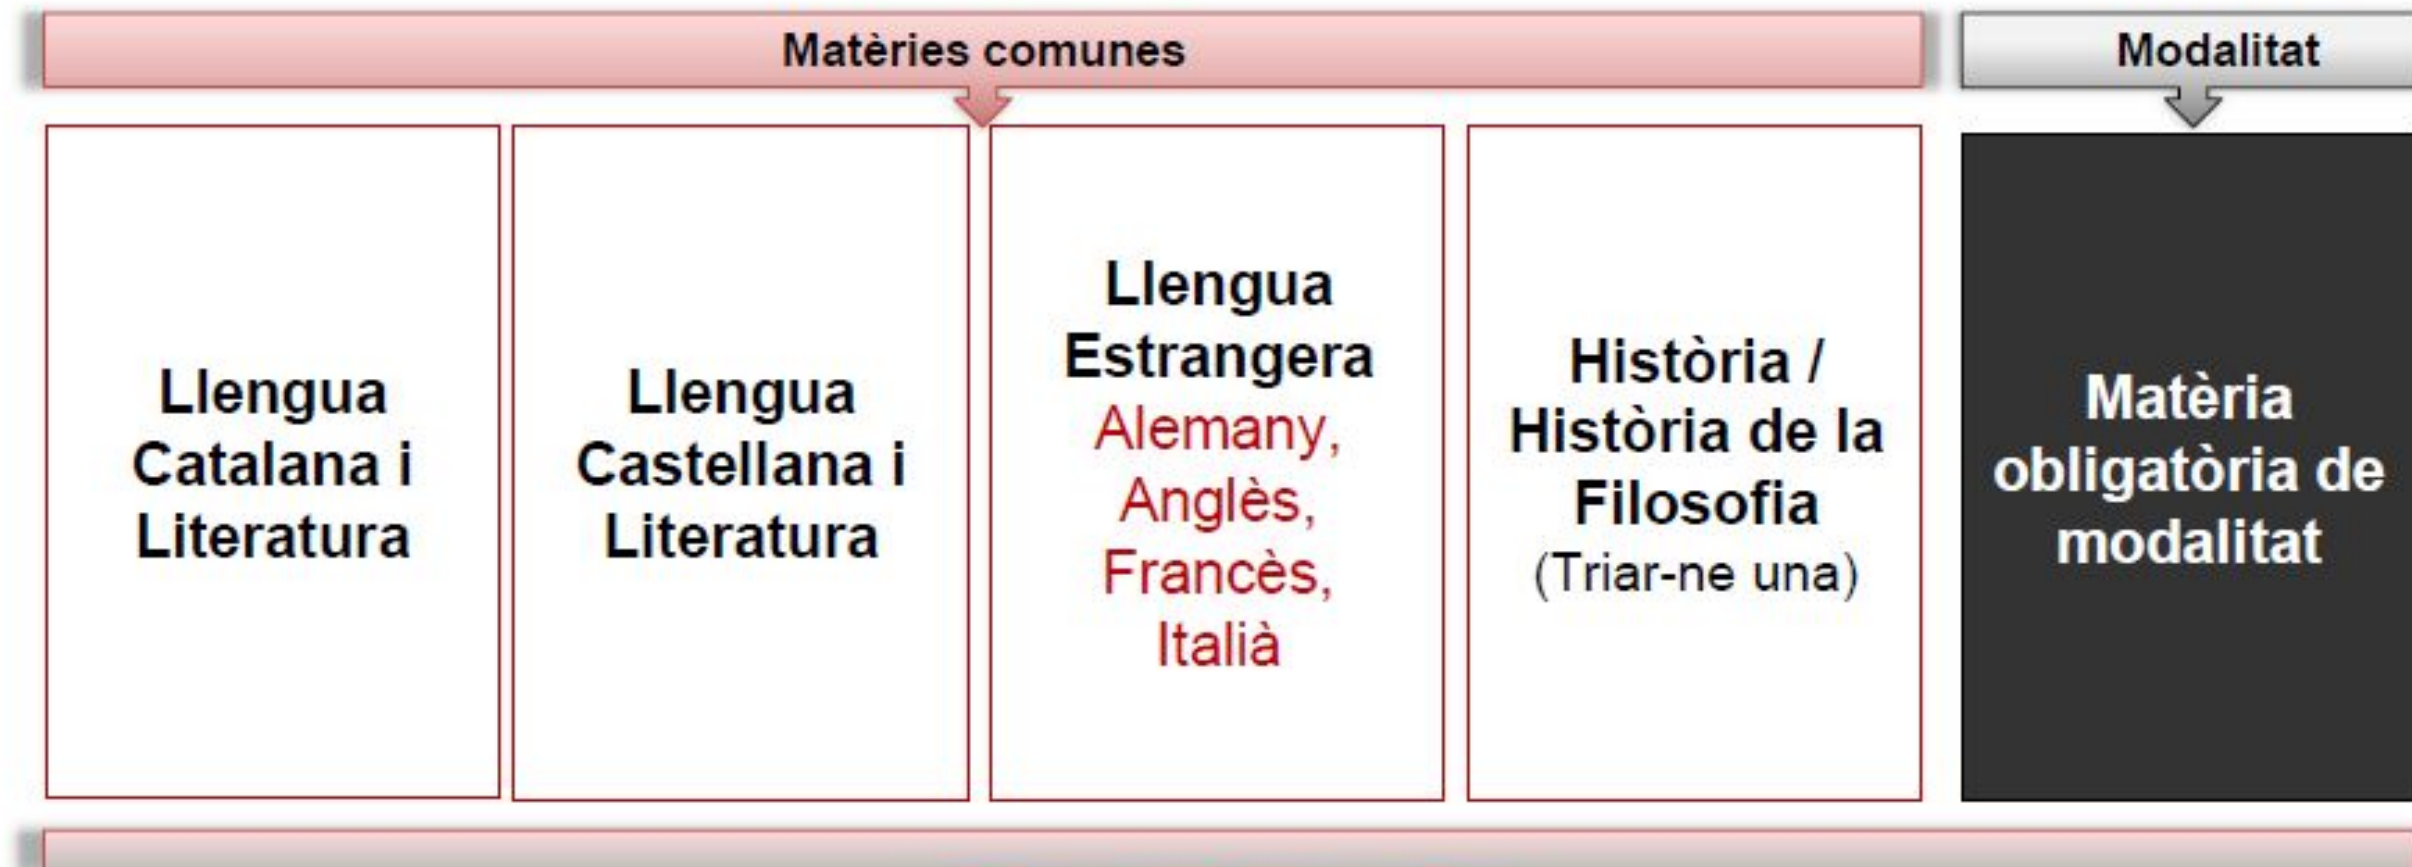 Matèries comunes
Modalitat
Llengua
Catalana i
Literatura
Llengua
Castellana i
Literatura
Llengua
Estrangera
Alemany,
Anglès,
Francès,
Italià
Història /
Història de la
Filosofia
(Triar-ne una)
Matèria
obligatòria de
modalitat